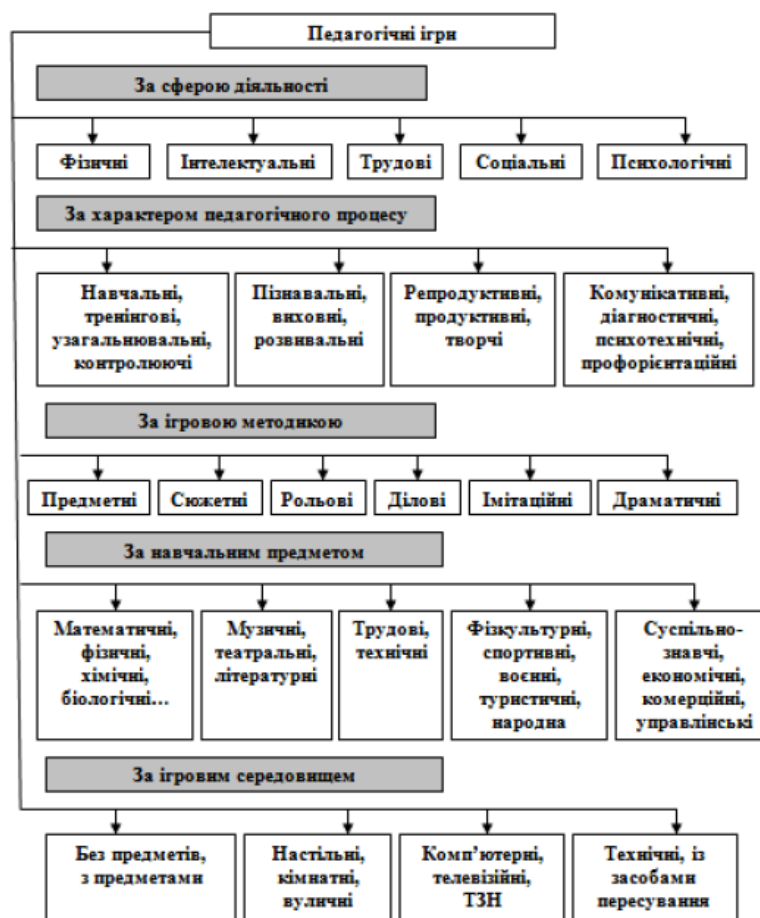 Педагогічні ігри
За сферою діяльності
Фізичні
Інтелектуальні
Трудові
Соціальні
Психологічні
За характером педагогічного процесу
Навчальні,
тренінгові,
узагальнювальні,
контролюючі
Пізнавальні,
виховні,
розвивальні
Репродуктивні,
продуктивні,
творчі
Комунікативні,
діагностичні,
психотехнічні,
профорієнтаційні
За ігровою методикою
Предметні
Сюжетні
Рольові
Ділові
Імітаційні
Драматичні
За навчальним предметом
Математичні,
фізичні,
хімічні,
біологічні...
Музичні,
театральні,
літературні
Трудові,
технічні
Фізкультурні,
спортивні,
воєнні,
туристичні,
народна
Суспільно-
знавчі,
економічні,
комерційні,
управлінські
За ігровим середовищем
Без предметів,
з предметами
Настільні,
кімнатні,
вуличні
Комп’ютерні,
телевізійні,
ТЗН
Технічні, із
засобами
пересування